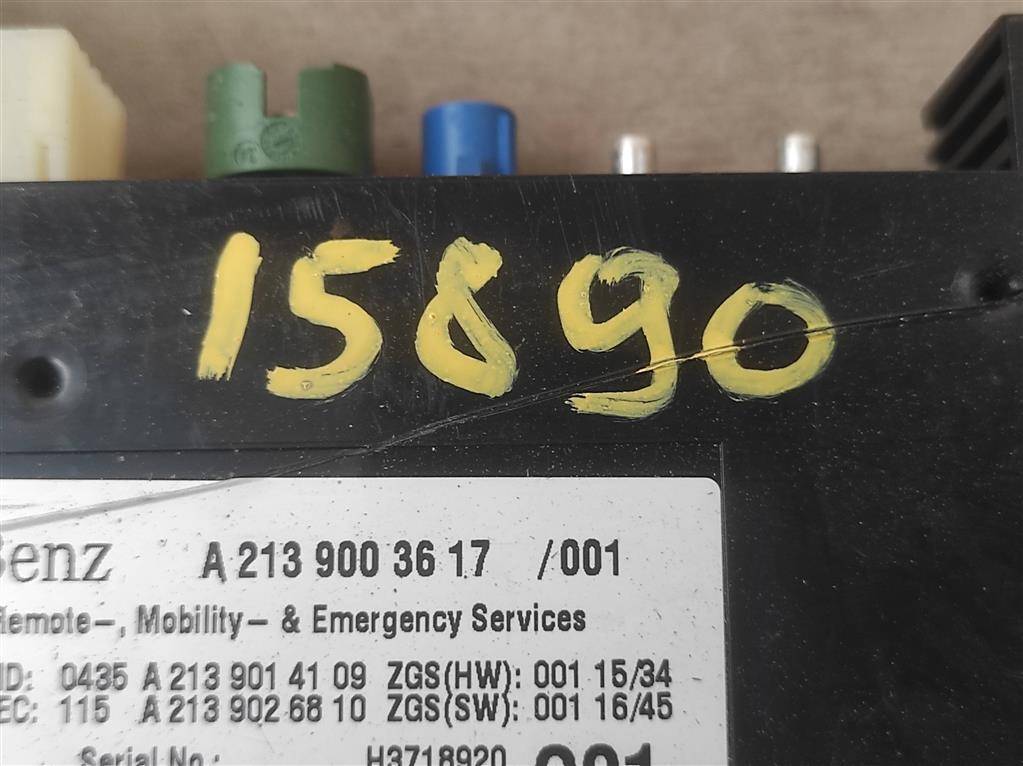 15890
Benz A 213 900 36 17 /001
Remote-, Mobility- & Emergency Services
ID: 0435 A 213 901 41 09 ZGS(HW): 001 15/34
EC: 115 A 213 902 68 10 ZGS(SW): 001 16/45
Serial No.: H3718920 001